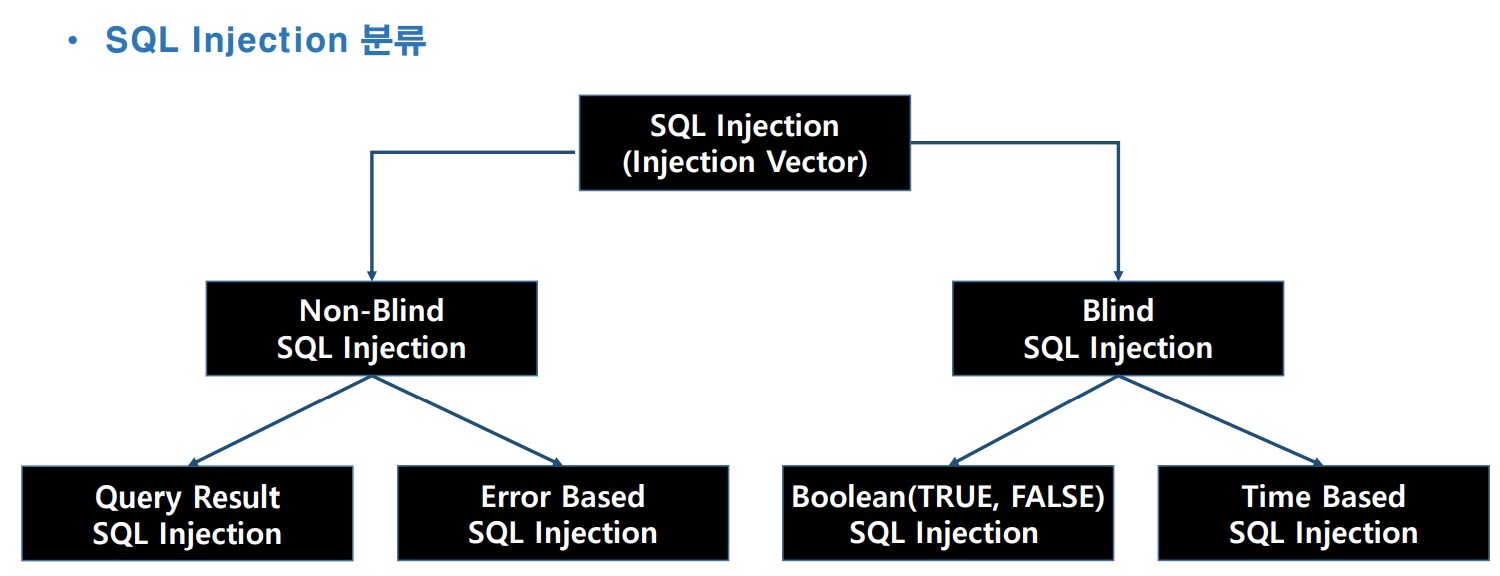 • SQL Injection 분류
SQL Injection
(Injection Vector)
Non-Blind
SQL Injection
Blind
SQL Injection
Query Result
SQL Injection
Error Based
SQL Injection
Boolean(TRUE, FALSE)
SQL Injection
Time Based
SQL Injection